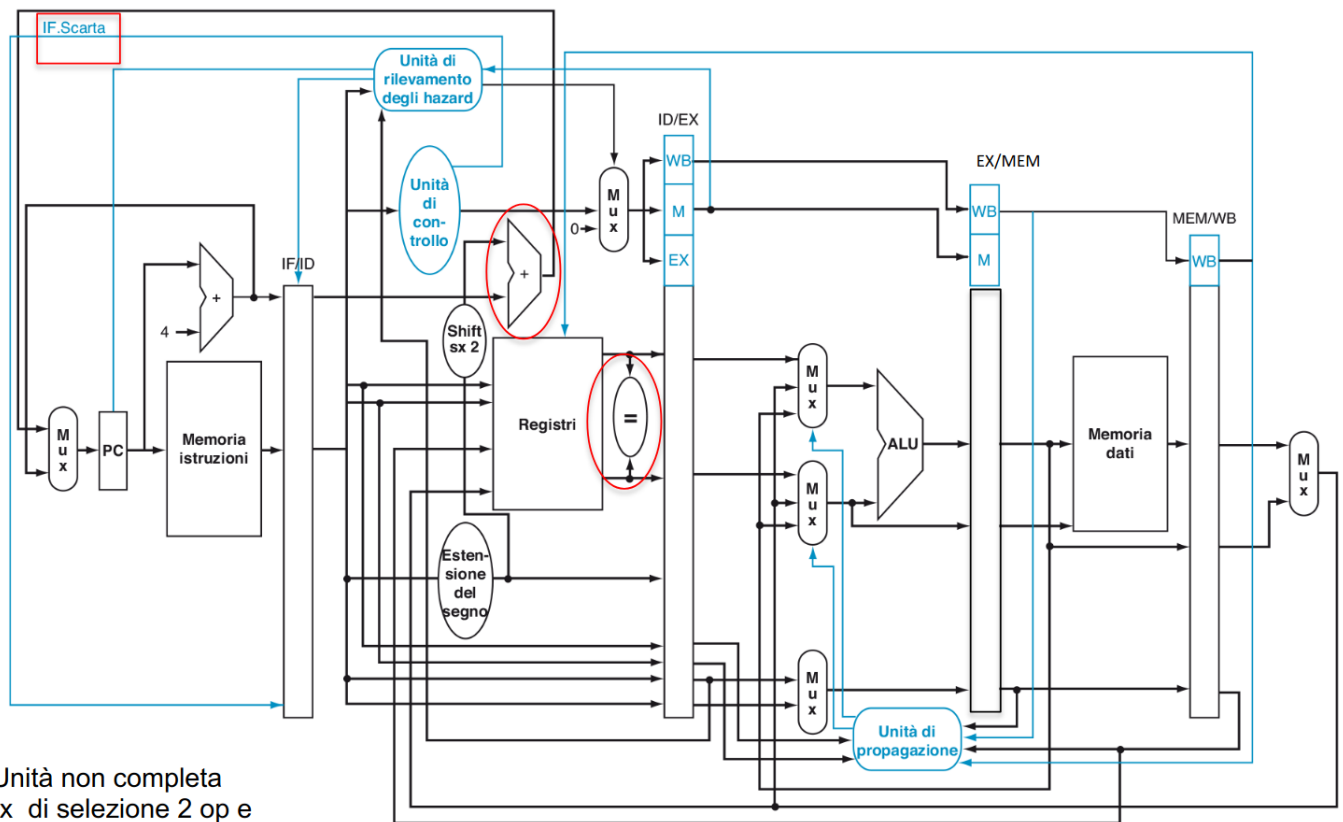 IF.Scarta
Unità di
rilevamento
degli hazard
ID/EX
WB
M
EX
Unità
di
con-
trollo
M
u
x
0
EX/MEM
WB
M
MEM/WB
WB
IF/ID
+
4
+
Shift
sx 2
M
u
x
PC
Memoria
istruzioni
Registri
=
Esten-
sione
del
segno
M
u
x
M
u
x
ALU
Memoria
dati
M
u
x
M
u
x
Unità di
propagazione
Unità non completa
x di selezione 2 op e